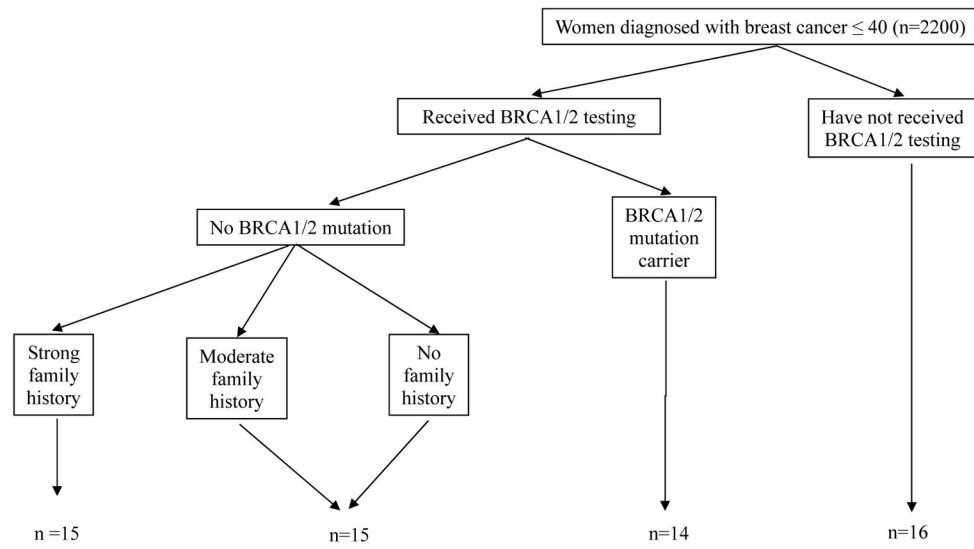 Women diagnosed with breast cancer ≤ 40 (n=2200)
Received BRCA1/2 testing
Have not received
BRCA1/2 testing
No BRCA1/2 mutation
BRCA1/2
mutation
carrier
Strong
family
history
Moderate
family
history
No
family
history
n =15
n=15
n=14
n=16